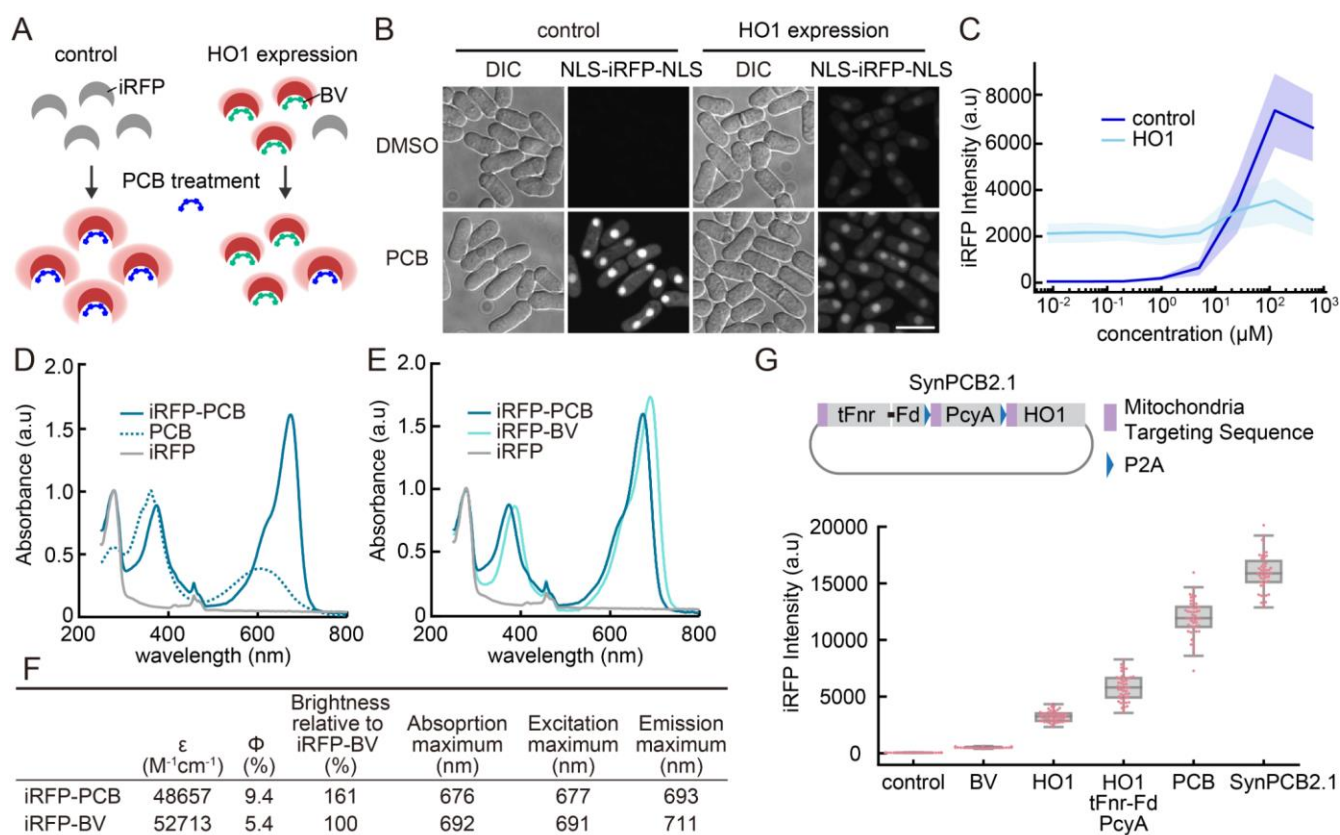 A
control
HO1 expression
iRFP
BV
PCB treatment
B
control
HO1 expression
DIC
NLS-iRFP-NLS
DIC
NLS-iRFP-NLS
DMSO
PCB
C
iRFP Intensity (a.u)
8000
6000
4000
2000
0
control
HO1
10⁻² 10⁻¹ 10⁰ 10¹ 10² 10³
concentration (µM)
D
Absorbance (a.u)
2.0
1.5
1.0
0.5
0
iRFP-PCB
PCB
iRFP
200 400 600 800
wavelength (nm)
E
Absorbance (a.u)
2.0
1.5
1.0
0.5
0
iRFP-PCB
iRFP-BV
iRFP
200 400 600 800
wavelength (nm)
F
ε
(M⁻¹cm⁻¹)
Φ
(%)
Brightness
relative to
iRFP-BV
(%)
Absoprtion
maximum
(nm)
Excitation
maximum
(nm)
Emission
maximum
(nm)
iRFP-PCB 48657 9.4 161 676 677 693
iRFP-BV 52713 5.4 100 692 691 711
G
SynPCB2.1
tFnr Fd PcyA HO1
Mitochondria
Targeting Sequence
P2A
iRFP Intensity (a.u)
20000
15000
10000
5000
0
control
BV
HO1
HO1
tFnr-Fd
PcyA
PCB
SynPCB2.1